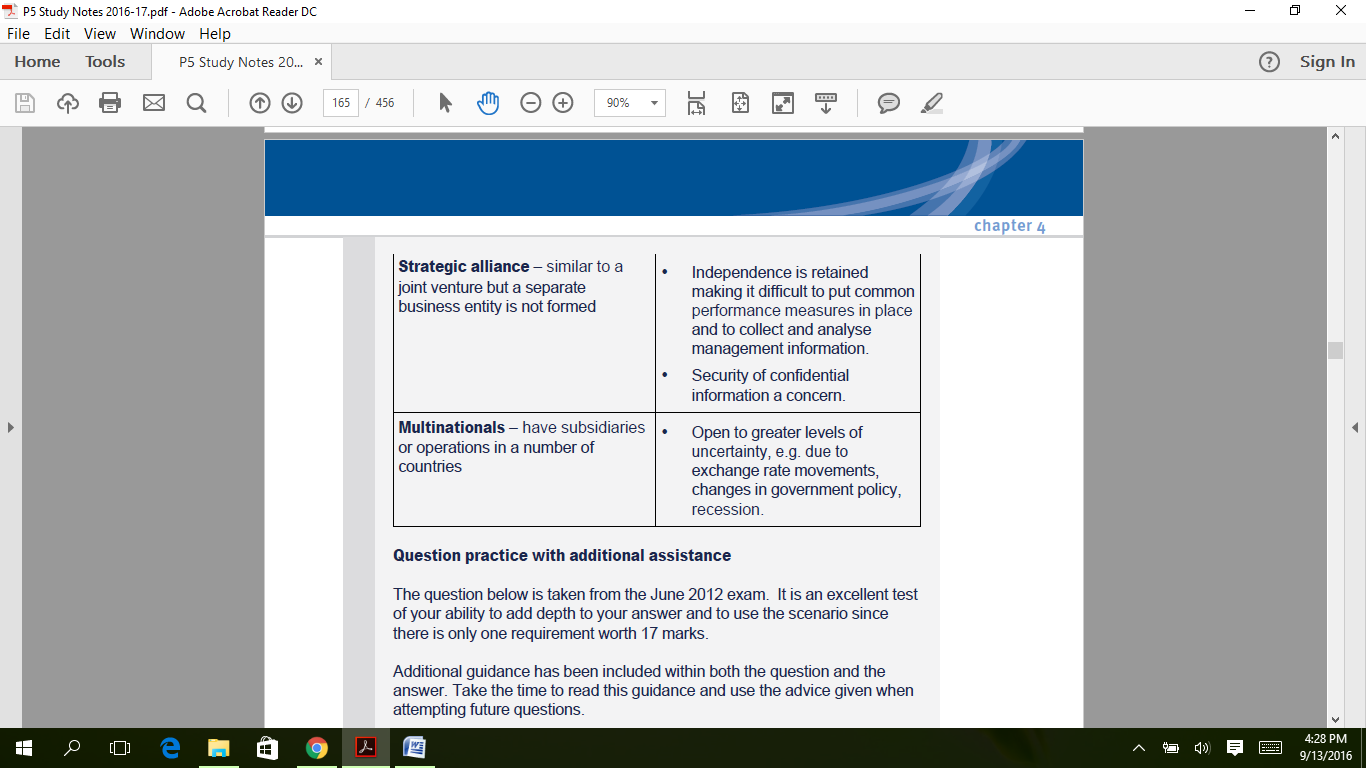 P5 Study Notes 2016-17.pdf - Adobe Acrobat Reader DC
File Edit View Window Help
Home Tools P5 Study Notes 20... × ? Sign In
165 / 456 90%
chapter 4
Strategic alliance – similar to a
joint venture but a separate
business entity is not formed
• Independence is retained
making it difficult to put common
performance measures in place
and to collect and analyse
management information.
• Security of confidential
information a concern.
Multinationals – have subsidiaries
or operations in a number of
countries
• Open to greater levels of
uncertainty, e.g. due to
exchange rate movements,
changes in government policy,
recession.
Question practice with additional assistance
The question below is taken from the June 2012 exam. It is an excellent test
of your ability to add depth to your answer and to use the scenario since
there is only one requirement worth 17 marks.
Additional guidance has been included within both the question and the
answer. Take the time to read this guidance and use the advice given when
attempting future questions.
4:28 PM
9/13/2016